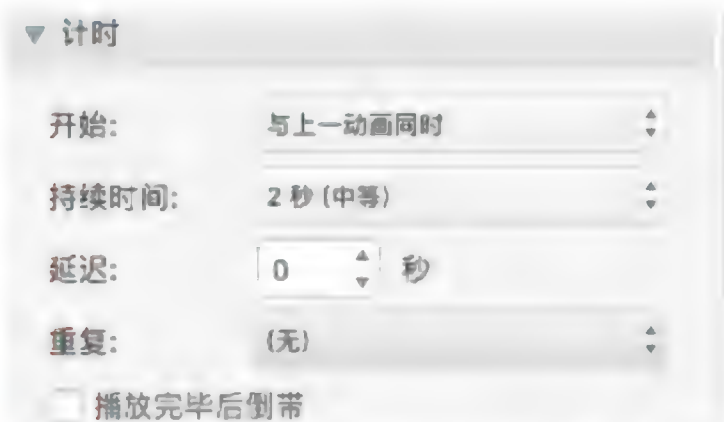 计时
开始: 与上一动画同时
持续时间: 2 秒 (中等)
延迟: 0 秒
重复: (无)
播放完毕后倒带